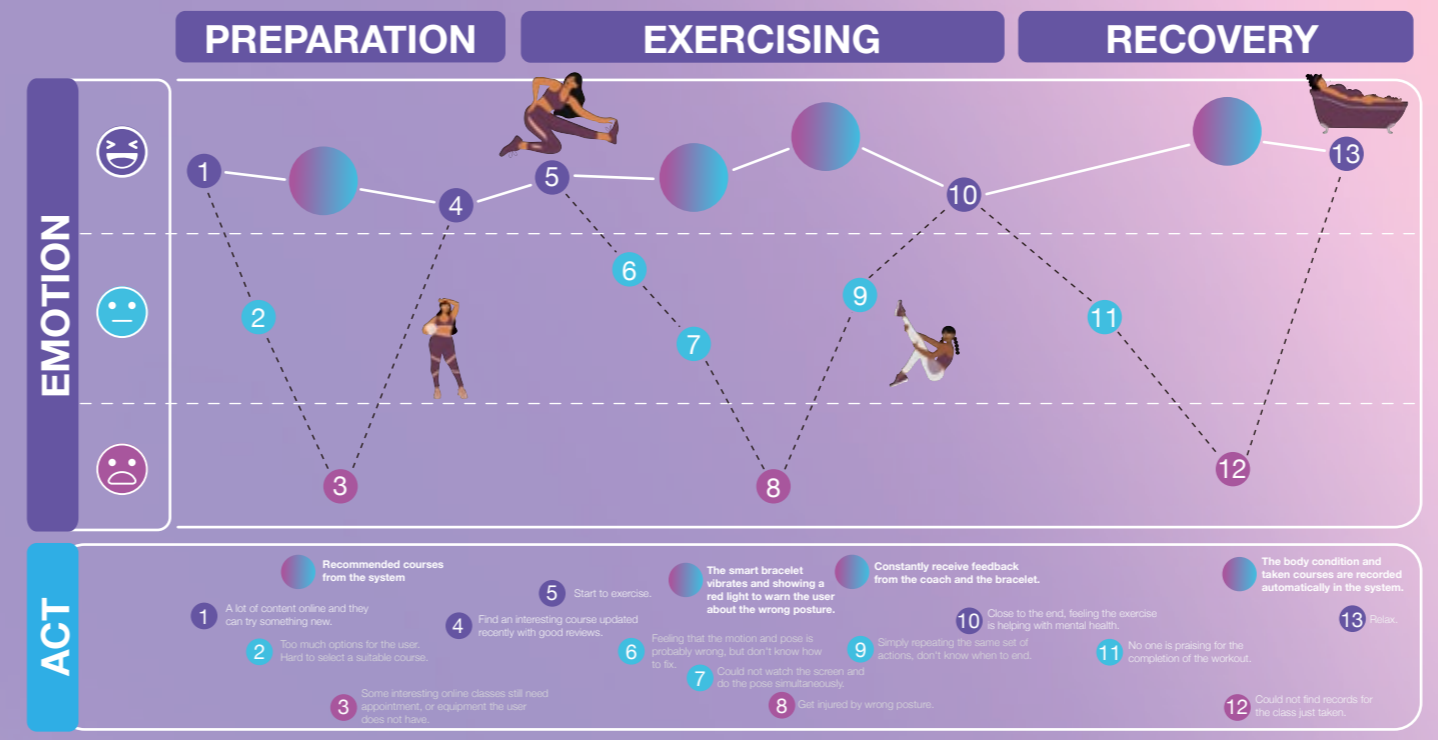 PREPARATION
EXERCISING
RECOVERY
EMOTION
1
2
3
4
5
6
7
8
9
10
11
12
13
ACT
Recommended courses
from the system
1
A lot of content online and they
can try something new.
2
Too much options for the user.
Hard to select a suitable course.
3
Some interesting online classes still need
appointment, or equipment the user
does not have.
4
Find an interesting course updated
recently with good reviews.
5
Start to exercise.
The smart bracelet
vibrates and showing a
red light to warn the user
about the wrong posture.
6
Feeling that the motion and pose is
probably wrong, but don't know how
to fix.
7
Could not watch the screen and
do the pose simultaneously.
8
Get injured by wrong posture.
Constantly receive feedback
from the coach and the bracelet.
9
Simply repeating the same set of
actions, don't know when to end.
10
Close to the end, feeling the exercise
is helping with mental health.
11
No one is praising for the
completion of the workout.
The body condition and
taken courses are recorded
automatically in the system.
12
Could not find records for
the class just taken.
13
Relax.